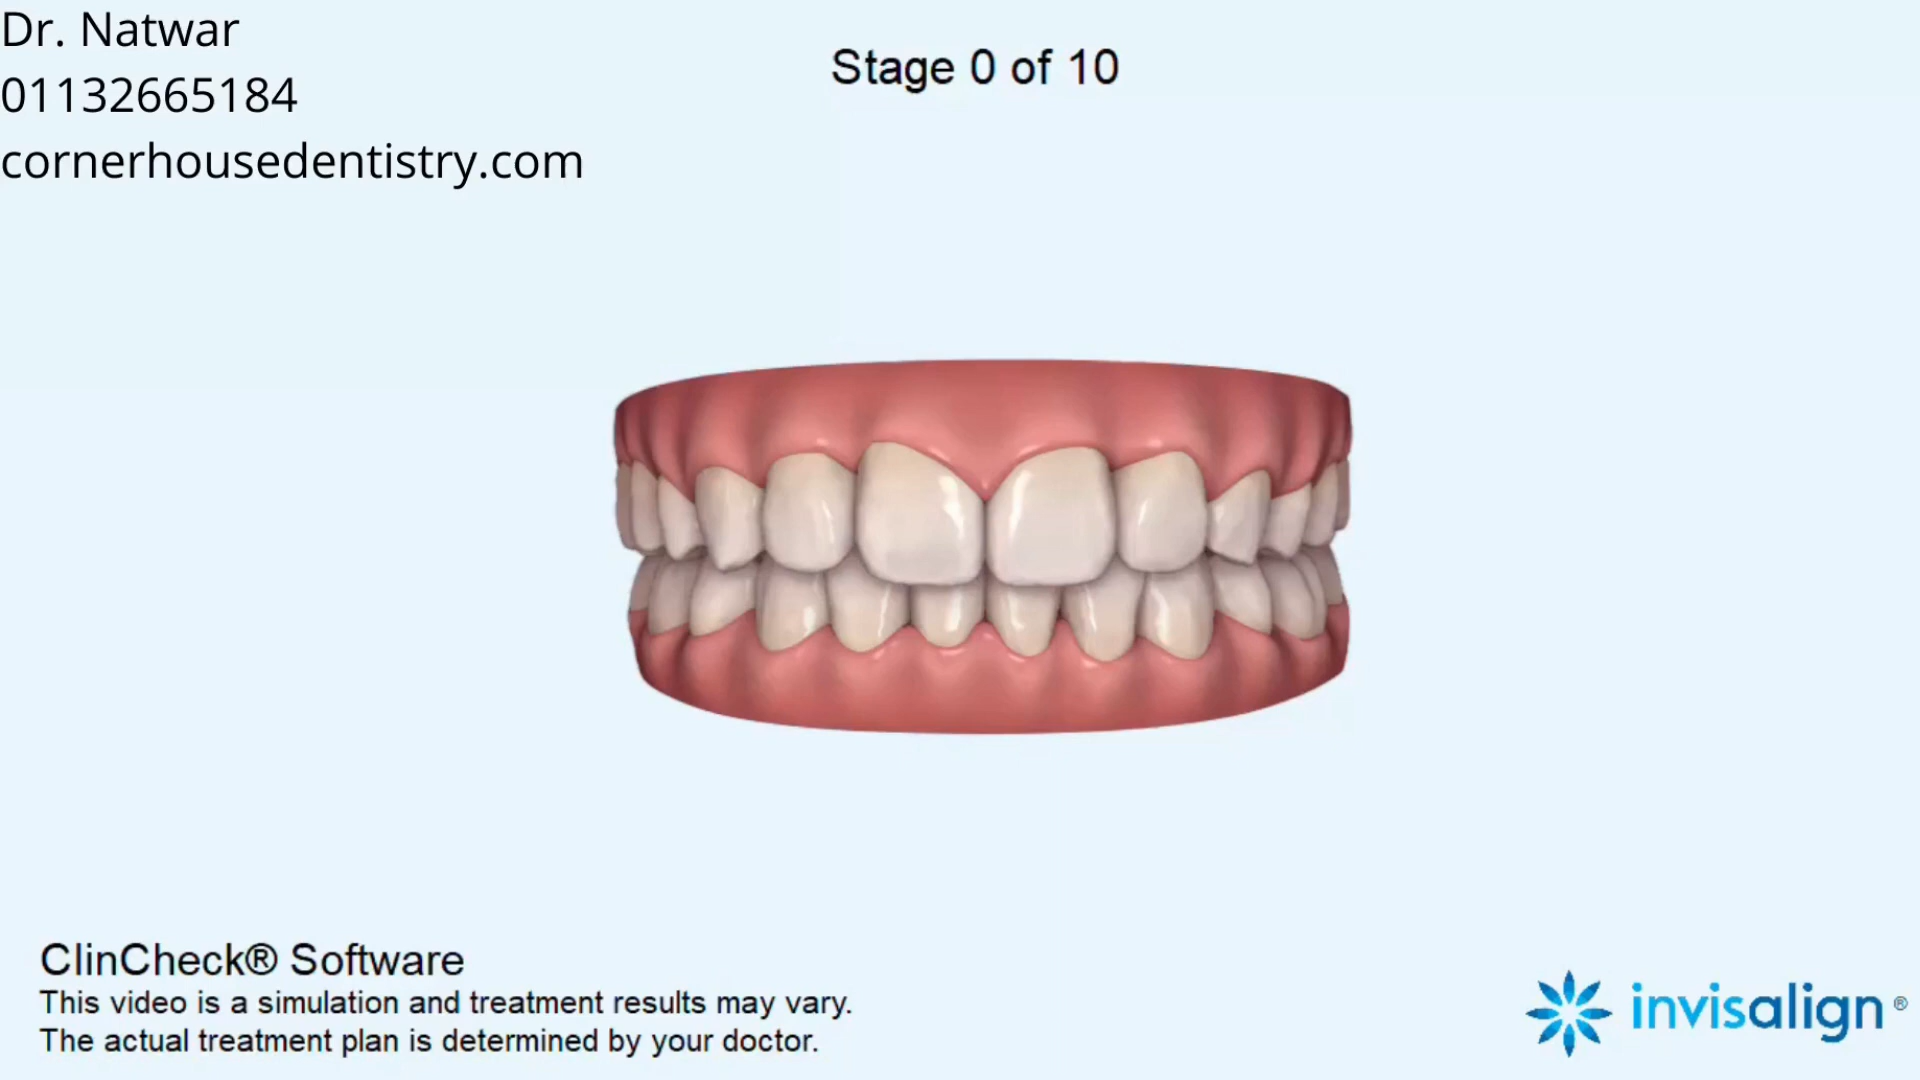 Dr. Natwar
01132665184
cornerhousedentistry.com
Stage 0 of 10
ClinCheck® Software
This video is a simulation and treatment results may vary.
The actual treatment plan is determined by your doctor.
invisalign®